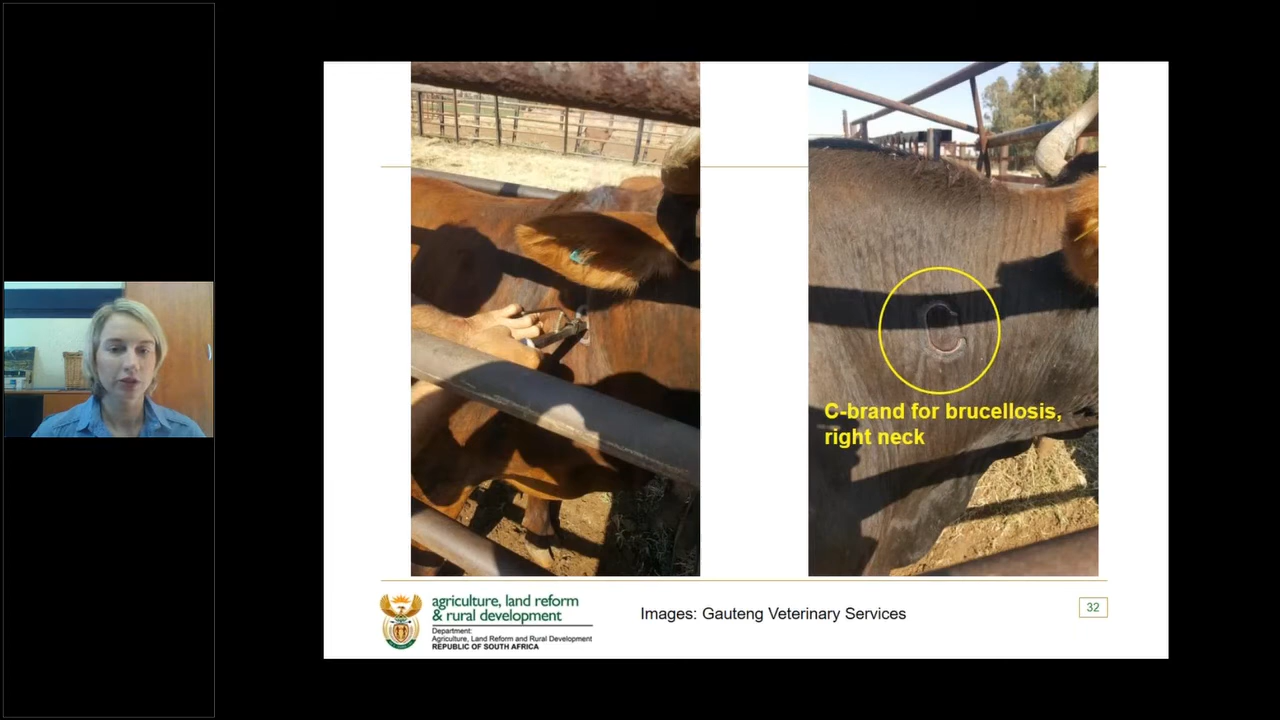 C-brand for brucellosis,
right neck
agriculture, land reform
& rural development
Department:
Agriculture, Land Reform and Rural Development
REPUBLIC OF SOUTH AFRICA
Images: Gauteng Veterinary Services
32